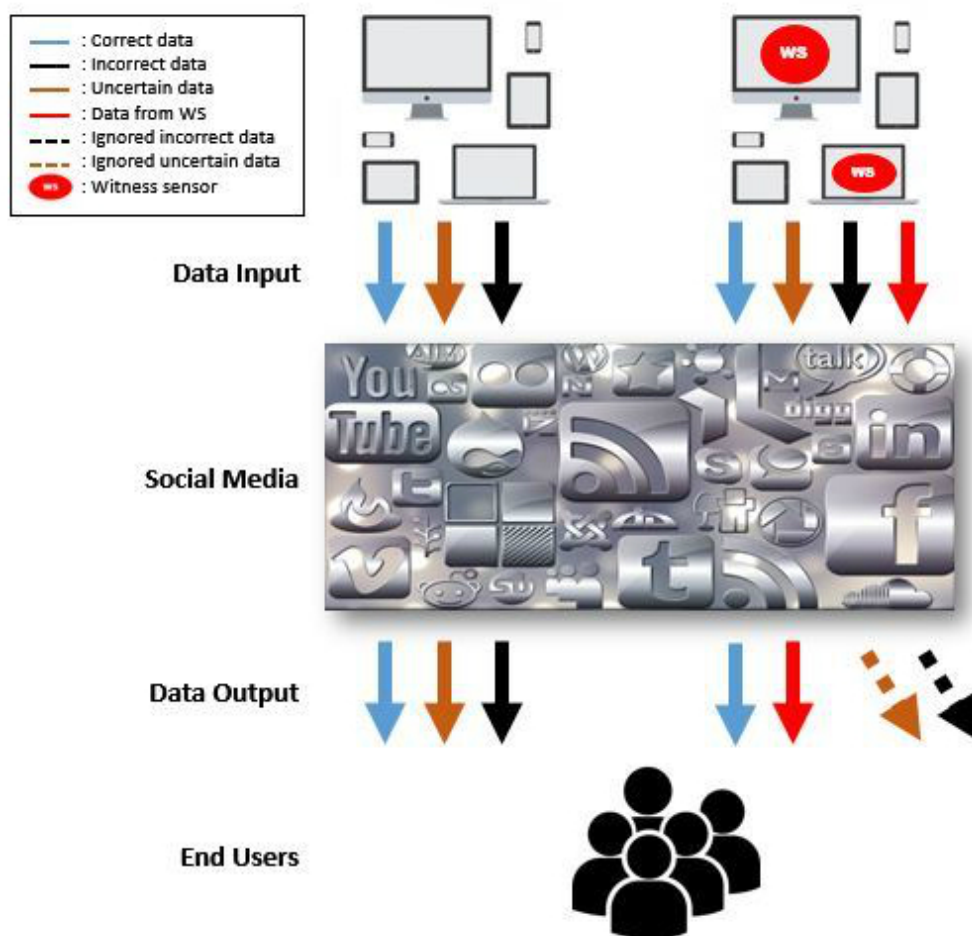 : Correct data
: Incorrect data
: Uncertain data
: Data from WS
: Ignored incorrect data
: Ignored uncertain data
WS : Witness sensor
WS
WS
Data Input
You
Tube
talk
digg
in
Social Media
f
t
t
su
Data Output
End Users